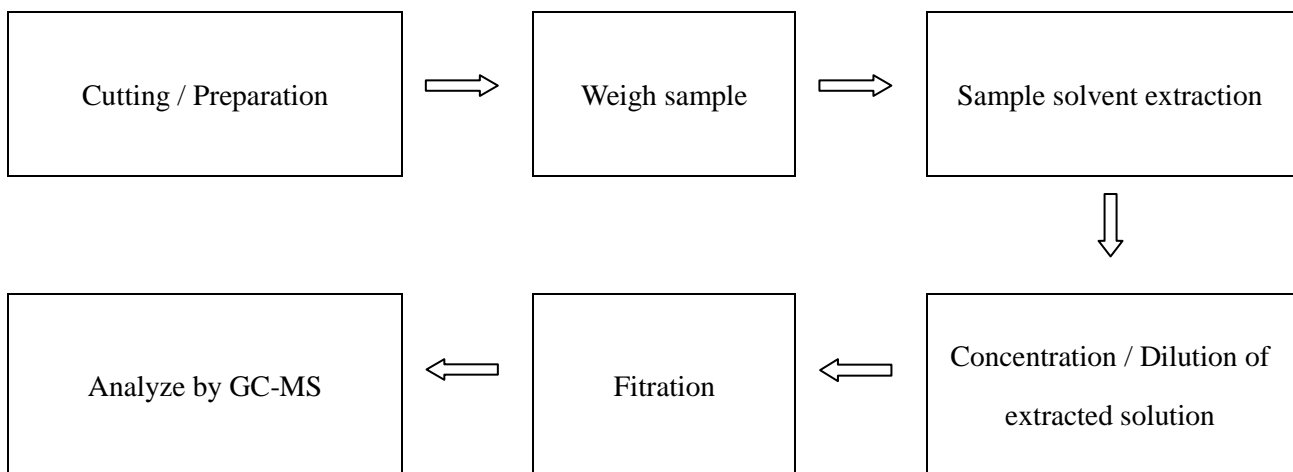 Cutting / Preparation
Weigh sample
Sample solvent extraction
Concentration / Dilution of
extracted solution
Fitration
Analyze by GC-MS